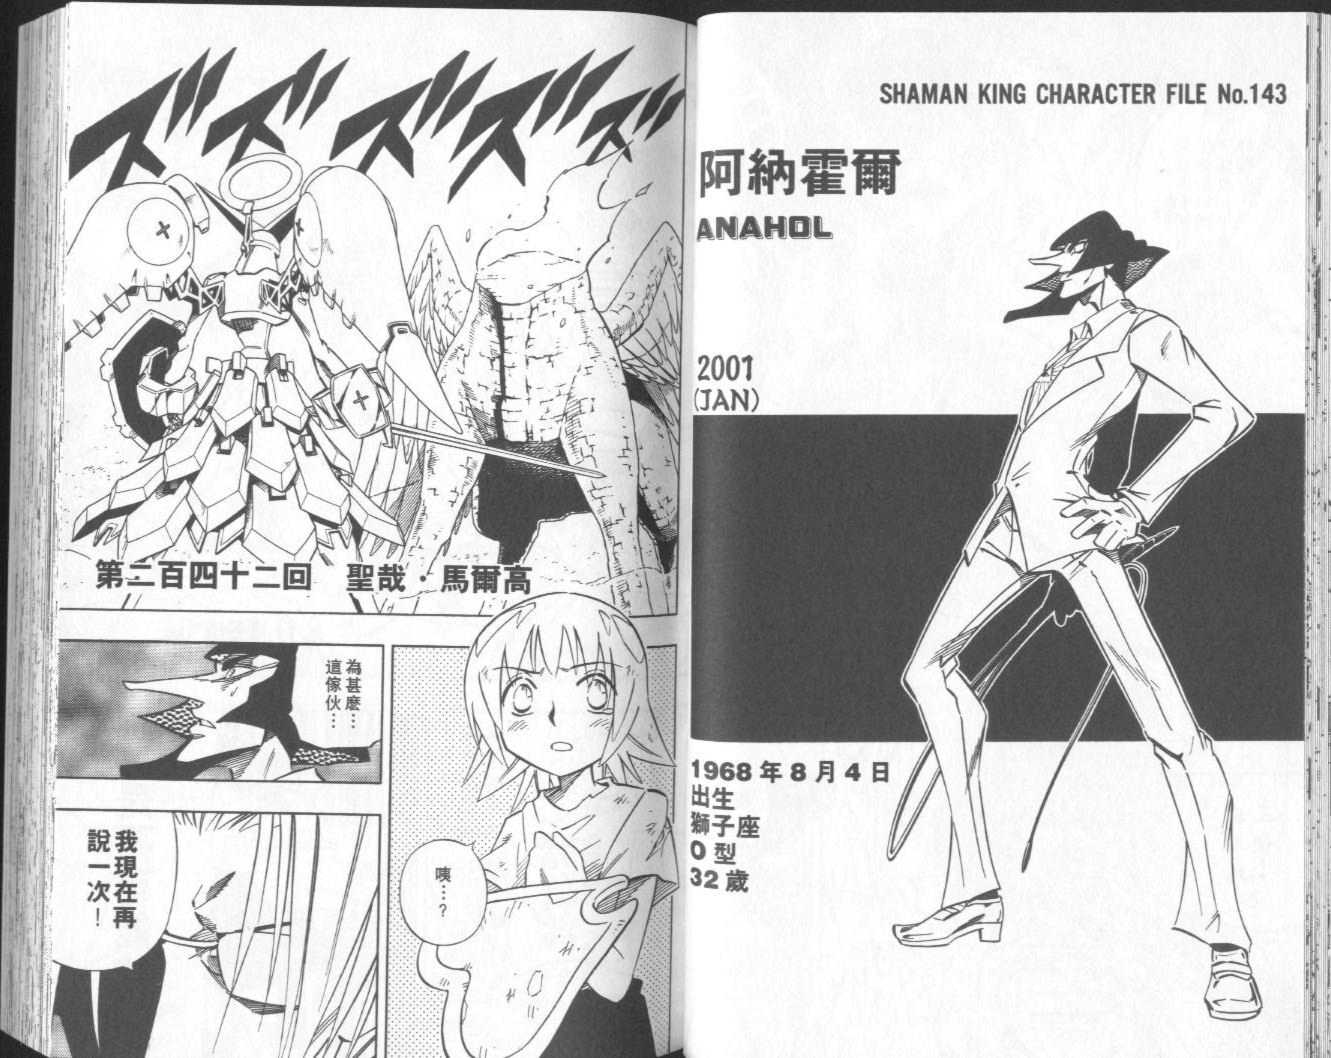 SHAMAN KING CHARACTER FILE No.143
阿納霍爾
ANAHOL
2001
(JAN)
1968年8月4日
出生
獅子座
O型
32歲
ズズズズズ
第二百四十二回 聖哉・馬爾高
為甚麼…
這傢伙…
咦…?
我現在再
說一次!